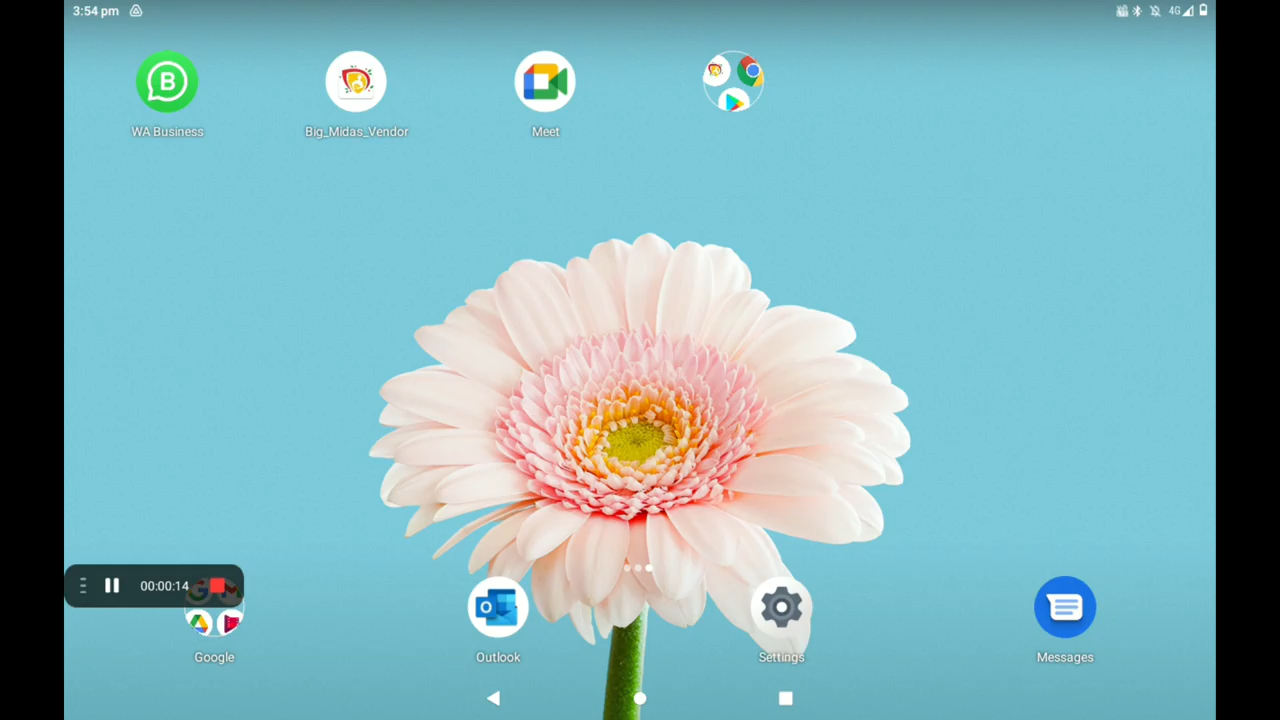 3:54 pm
4G
B
WA Business
Big_Midas_Vendor
Meet
00:00:14
Google
Outlook
Settings
Messages